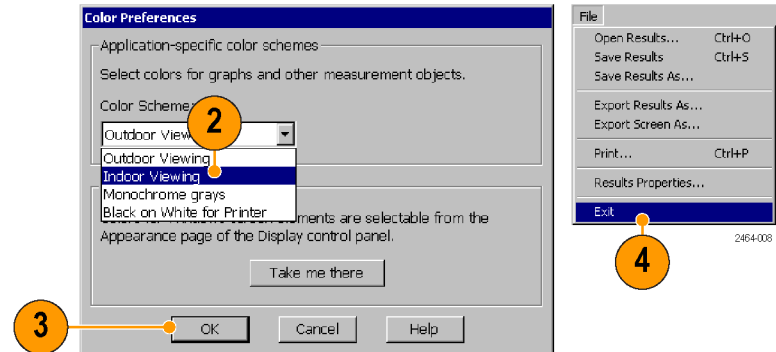 Color Preferences
Application-specific color schemes
Select colors for graphs and other measurement objects.
Color Scheme:
2
Outdoor View
Outdoor Viewing
Indoor Viewing
Monochrome grays
Black on White for Printer
elements are selectable from the
Appearance page of the Display control panel.
Take me there
3
OK Cancel Help
File
Open Results... Ctrl+O
Save Results Ctrl+S
Save Results As...
Export Results As...
Export Screen As...
Print... Ctrl+P
Results Properties...
Exit
4
2464-008